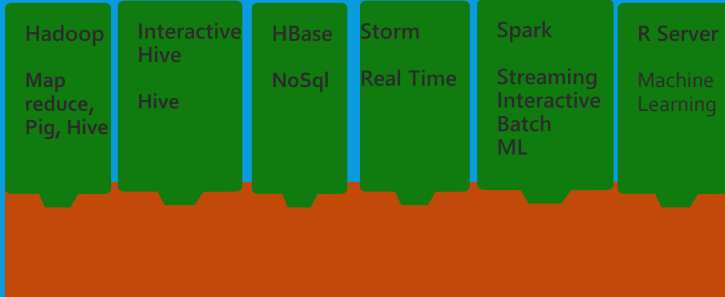 Hadoop
Map
reduce,
Pig, Hive
Interactive
Hive
Hive
HBase
NoSql
Storm
Real Time
Spark
Streaming
Interactive
Batch
ML
R Server
Machine
Learning